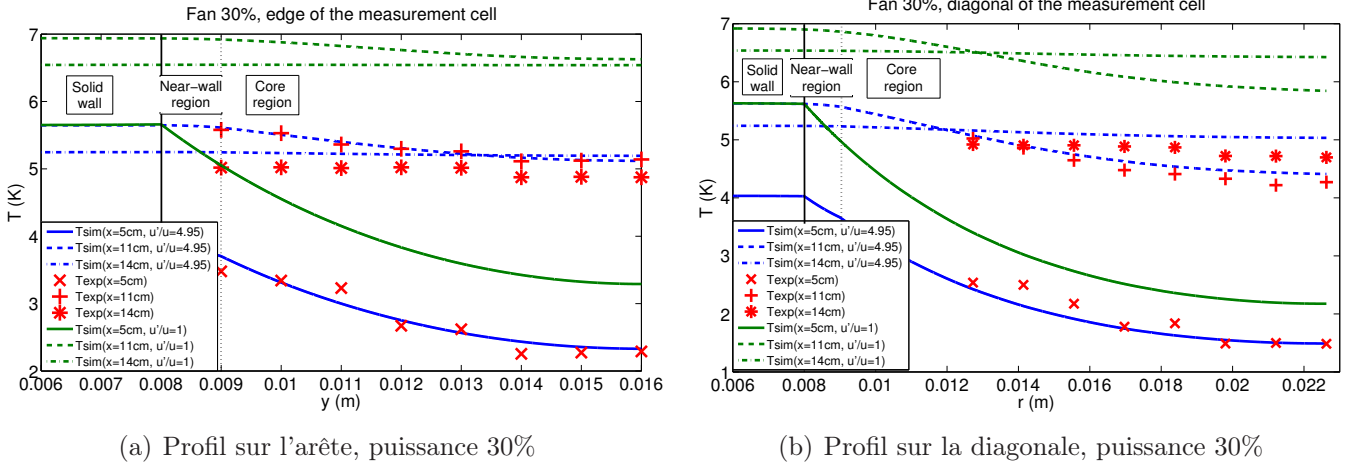 Fan 30%, edge of the measurement cell
7
6
5
4
3
2
T (K)
Solid
wall
Near−wall
region
Core
region
Tsim(x=5cm, u'/u=4.95)
Tsim(x=11cm, u'/u=4.95)
Tsim(x=14cm, u'/u=4.95)
Texp(x=5cm)
Texp(x=11cm)
Texp(x=14cm)
Tsim(x=5cm, u'/u=1)
Tsim(x=11cm, u'/u=1)
Tsim(x=14cm, u'/u=1)
0.006 0.007 0.008 0.009 0.01 0.011 0.012 0.013 0.014 0.015 0.016
y (m)
(a) Profil sur l'arête, puissance 30%
Fan 30%, diagonal of the measurement cell
7
6
5
4
3
2
1
T (K)
Solid
wall
Near−wall
region
Core
region
Tsim(x=5cm, u'/u=4.95)
Tsim(x=11cm, u'/u=4.95)
Tsim(x=14cm, u'/u=4.95)
Texp(x=5cm)
Texp(x=11cm)
Texp(x=14cm)
Tsim(x=5cm, u'/u=1)
Tsim(x=11cm, u'/u=1)
Tsim(x=14cm, u'/u=1)
0.006 0.008 0.01 0.012 0.014 0.016 0.018 0.02 0.022
r (m)
(b) Profil sur la diagonale, puissance 30%